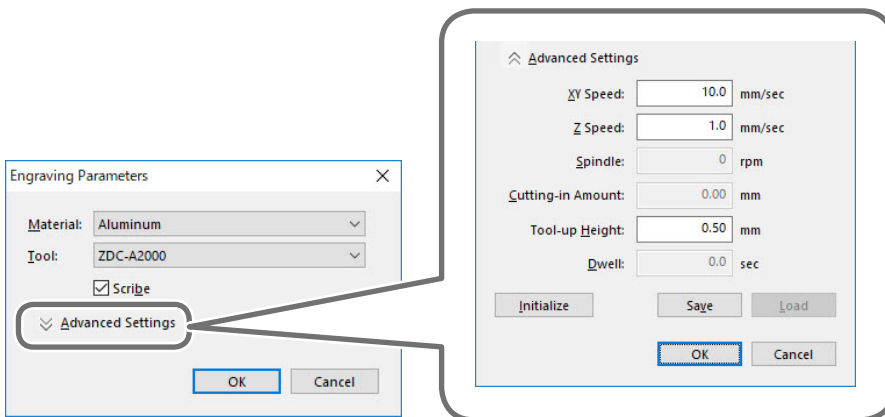 Engraving Parameters
Material: Aluminum
Tool: ZDC-A2000
Scribe
Advanced Settings
OK Cancel
Advanced Settings
XY Speed: 10.0 mm/sec
Z Speed: 1.0 mm/sec
Spindle: 0 rpm
Cutting-in Amount: 0.00 mm
Tool-up Height: 0.50 mm
Dwell: 0.0 sec
Initialize Save Load
OK Cancel